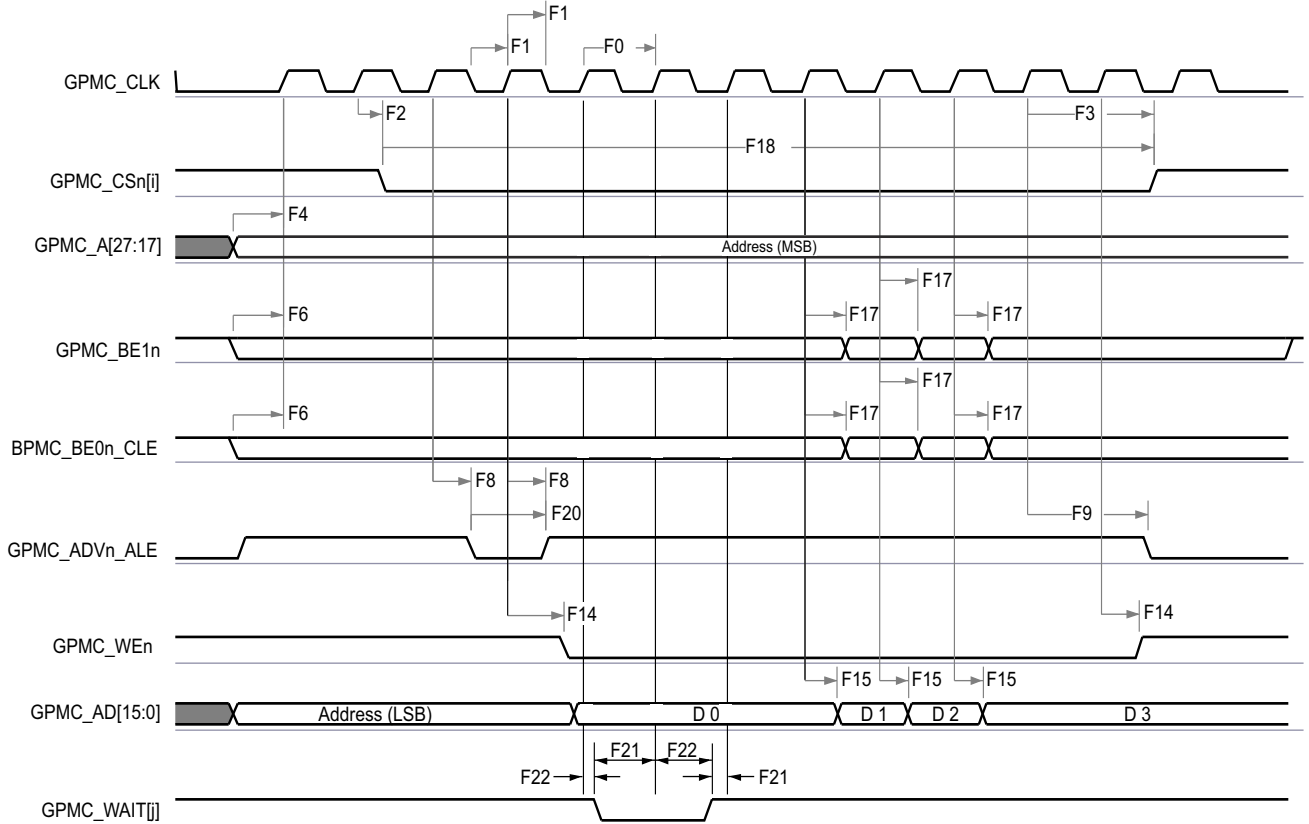 F1
F1
F0
GPMC_CLK
F2
F3
F18
GPMC_CSn[i]
F4
GPMC_A[27:17]
Address (MSB)
F17
F6
F17
F17
GPMC_BE1n
F17
F6
F17
F17
BPMC_BE0n_CLE
F8
F8
F20
F9
GPMC_ADVn_ALE
F14
F14
GPMC_WEn
F15
F15
F15
GPMC_AD[15:0]
Address (LSB)
D 0
D 1
D 2
D 3
F21
F22
F22
F21
GPMC_WAIT[j]